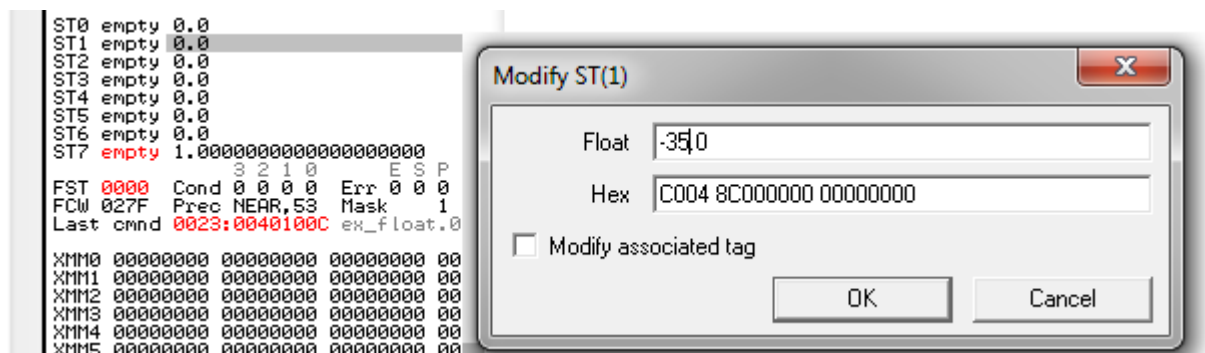 ST0 empty 0.0
ST1 empty 0.0
ST2 empty 0.0
ST3 empty 0.0
ST4 empty 0.0
ST5 empty 0.0
ST6 empty 0.0
ST7 empty 1.0000000000000000000
3 2 1 0 E S P
FST 0000 Cond 0 0 0 0 Err 0 0 0
FCW 027F Prec NEAR,53 Mask 1
Last cmnd 0023:0040100C ex_float.0
XMM0 00000000 00000000 00000000 00
XMM1 00000000 00000000 00000000 00
XMM2 00000000 00000000 00000000 00
XMM3 00000000 00000000 00000000 00
XMM4 00000000 00000000 00000000 00
XMM5 00000000 00000000 00000000 00
Modify ST(1)
Float -35.0
Hex C004 8C000000 00000000
Modify associated tag
OK Cancel